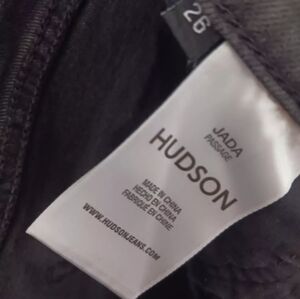 26
JADA
PASSAGE
HUDSON
MADE IN CHINA
HECHO EN CHINA
FABRIQUÉ EN CHINE
WWW.HUDSONJEANS.COM